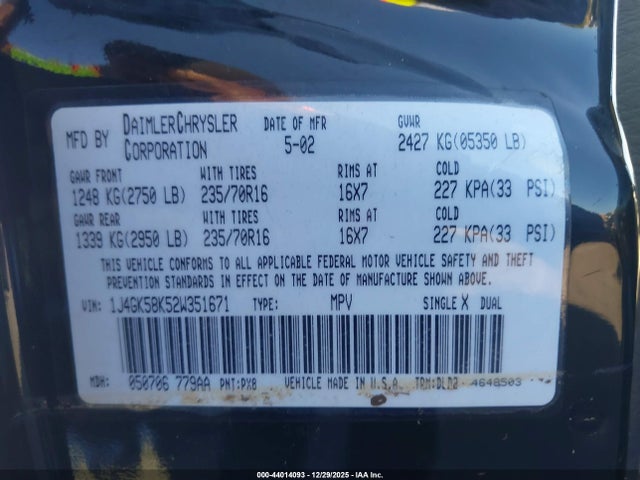 MFD BY DAIMLERCHRYSLER CORPORATION DATE OF MFR 5-02 GVWR 2427 KG(05350 LB)
GAWR FRONT WITH TIRES RIMS AT COLD
1248 KG(2750 LB) 235/70R16 16X7 227 KPA(33 PSI)
GAWR REAR WITH TIRES RIMS AT COLD
1339 KG(2950 LB) 235/70R16 16X7 227 KPA(33 PSI)
THIS VEHICLE CONFORMS TO ALL APPLICABLE FEDERAL MOTOR VEHICLE SAFETY AND THEFT
PREVENTION STANDARDS IN EFFECT ON THE DATE OF MANUFACTURE SHOWN ABOVE.
VIN: 1J4GK58K52W351671 TYPE: MPV SINGLE X DUAL
MDH: 050706 779AA PNT:PX8 VEHICLE MADE IN U.S.A. TRM:DLM2 4648503
000-44014093 - 12/29/2025 - IAAI.com